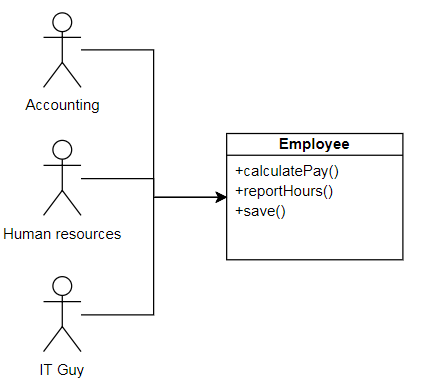 Accounting
Human resources
IT Guy
Employee
+calculatePay()
+reportHours()
+save()